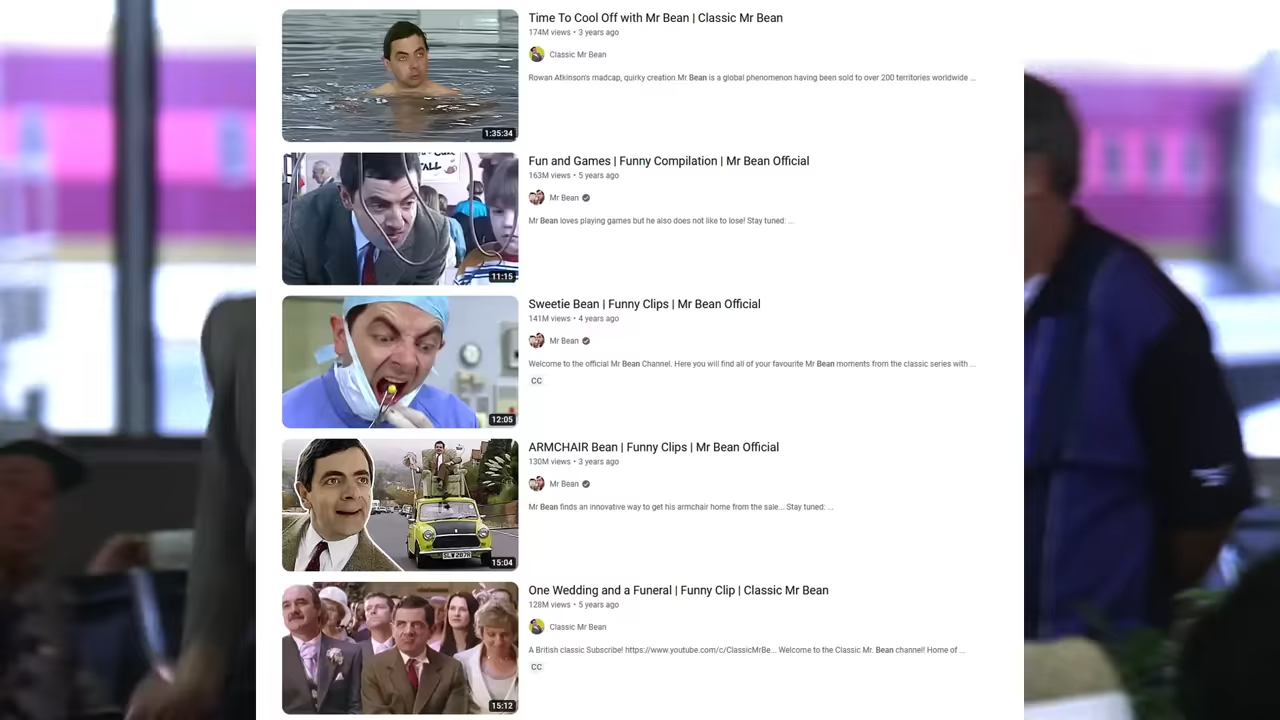 Time To Cool Off with Mr Bean | Classic Mr Bean
174M views • 3 years ago
Classic Mr Bean
Rowan Atkinson's madcap, quirky creation Mr Bean is a global phenomenon having been sold to over 200 territories worldwide ...
1:35:34
Fun and Games | Funny Compilation | Mr Bean Official
163M views • 5 years ago
Mr Bean
Mr Bean loves playing games but he also does not like to lose! Stay tuned: ...
11:15
Sweetie Bean | Funny Clips | Mr Bean Official
141M views • 4 years ago
Mr Bean
Welcome to the official Mr Bean Channel. Here you will find all of your favourite Mr Bean moments from the classic series with ...
CC
12:05
ARMCHAIR Bean | Funny Clips | Mr Bean Official
130M views • 3 years ago
Mr Bean
Mr Bean finds an innovative way to get his armchair home from the sale... Stay tuned: ...
15:04
One Wedding and a Funeral | Funny Clip | Classic Mr Bean
128M views • 5 years ago
Classic Mr Bean
A British classic Subscribe! https://www.youtube.com/c/ClassicMrBe... Welcome to the Classic Mr. Bean channel! Home of ...
CC
15:12